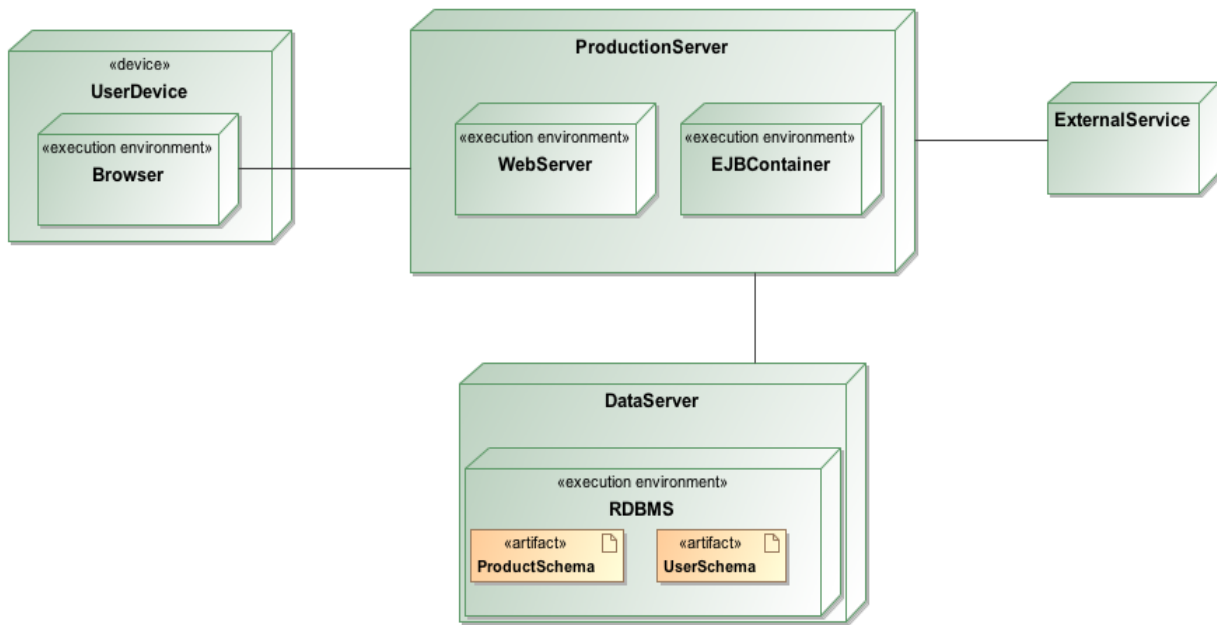 «device»
UserDevice
«execution environment»
Browser
ProductionServer
«execution environment»
WebServer
«execution environment»
EJBContainer
ExternalService
DataServer
«execution environment»
RDBMS
«artifact»
ProductSchema
«artifact»
UserSchema